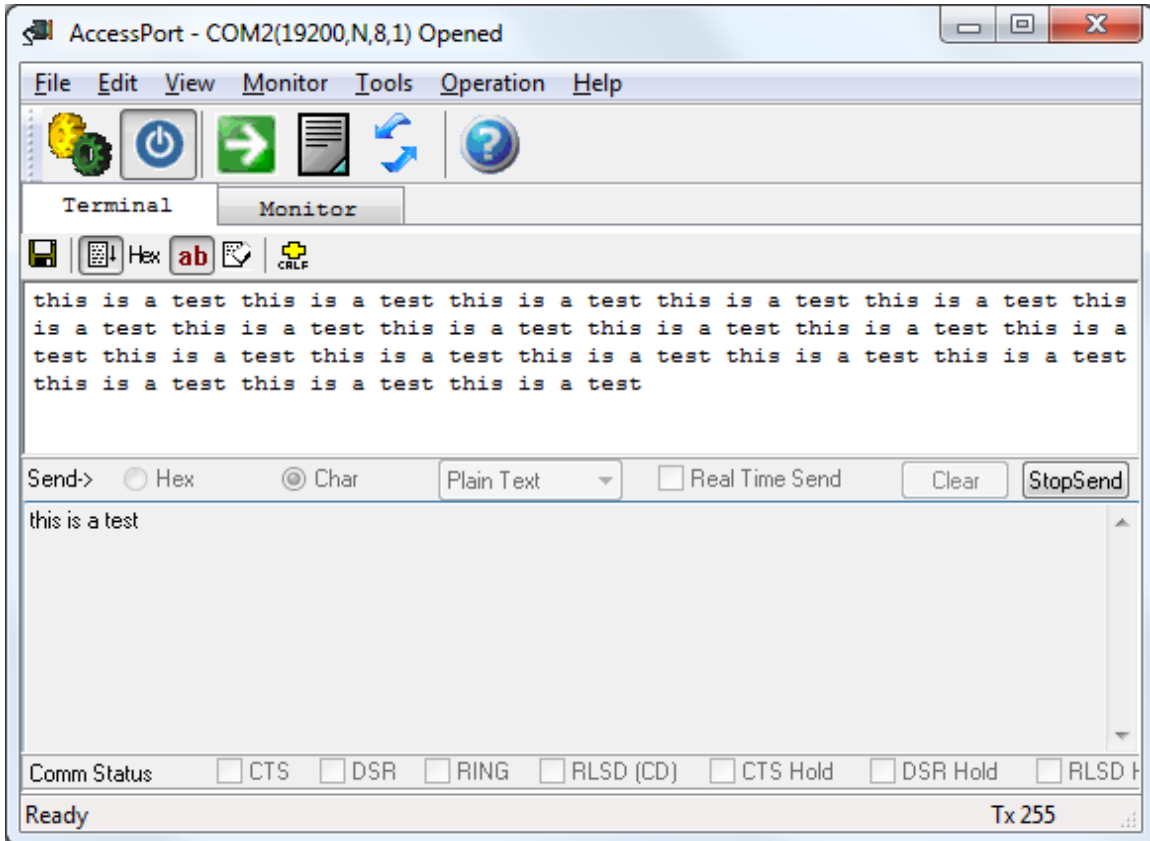 AccessPort - COM2(19200,N,8,1) Opened
File Edit View Monitor Tools Operation Help
Terminal Monitor
Hex ab CRLF
this is a test this is a test this is a test this is a test this is a test this
is a test this is a test this is a test this is a test this is a test this is a
test this is a test this is a test this is a test this is a test this is a test
this is a test this is a test this is a test
Send-> Hex Char Plain Text Real Time Send Clear StopSend
this is a test
Comm Status CTS DSR RING RLSD (CD) CTS Hold DSR Hold RLSD H
Ready Tx 255